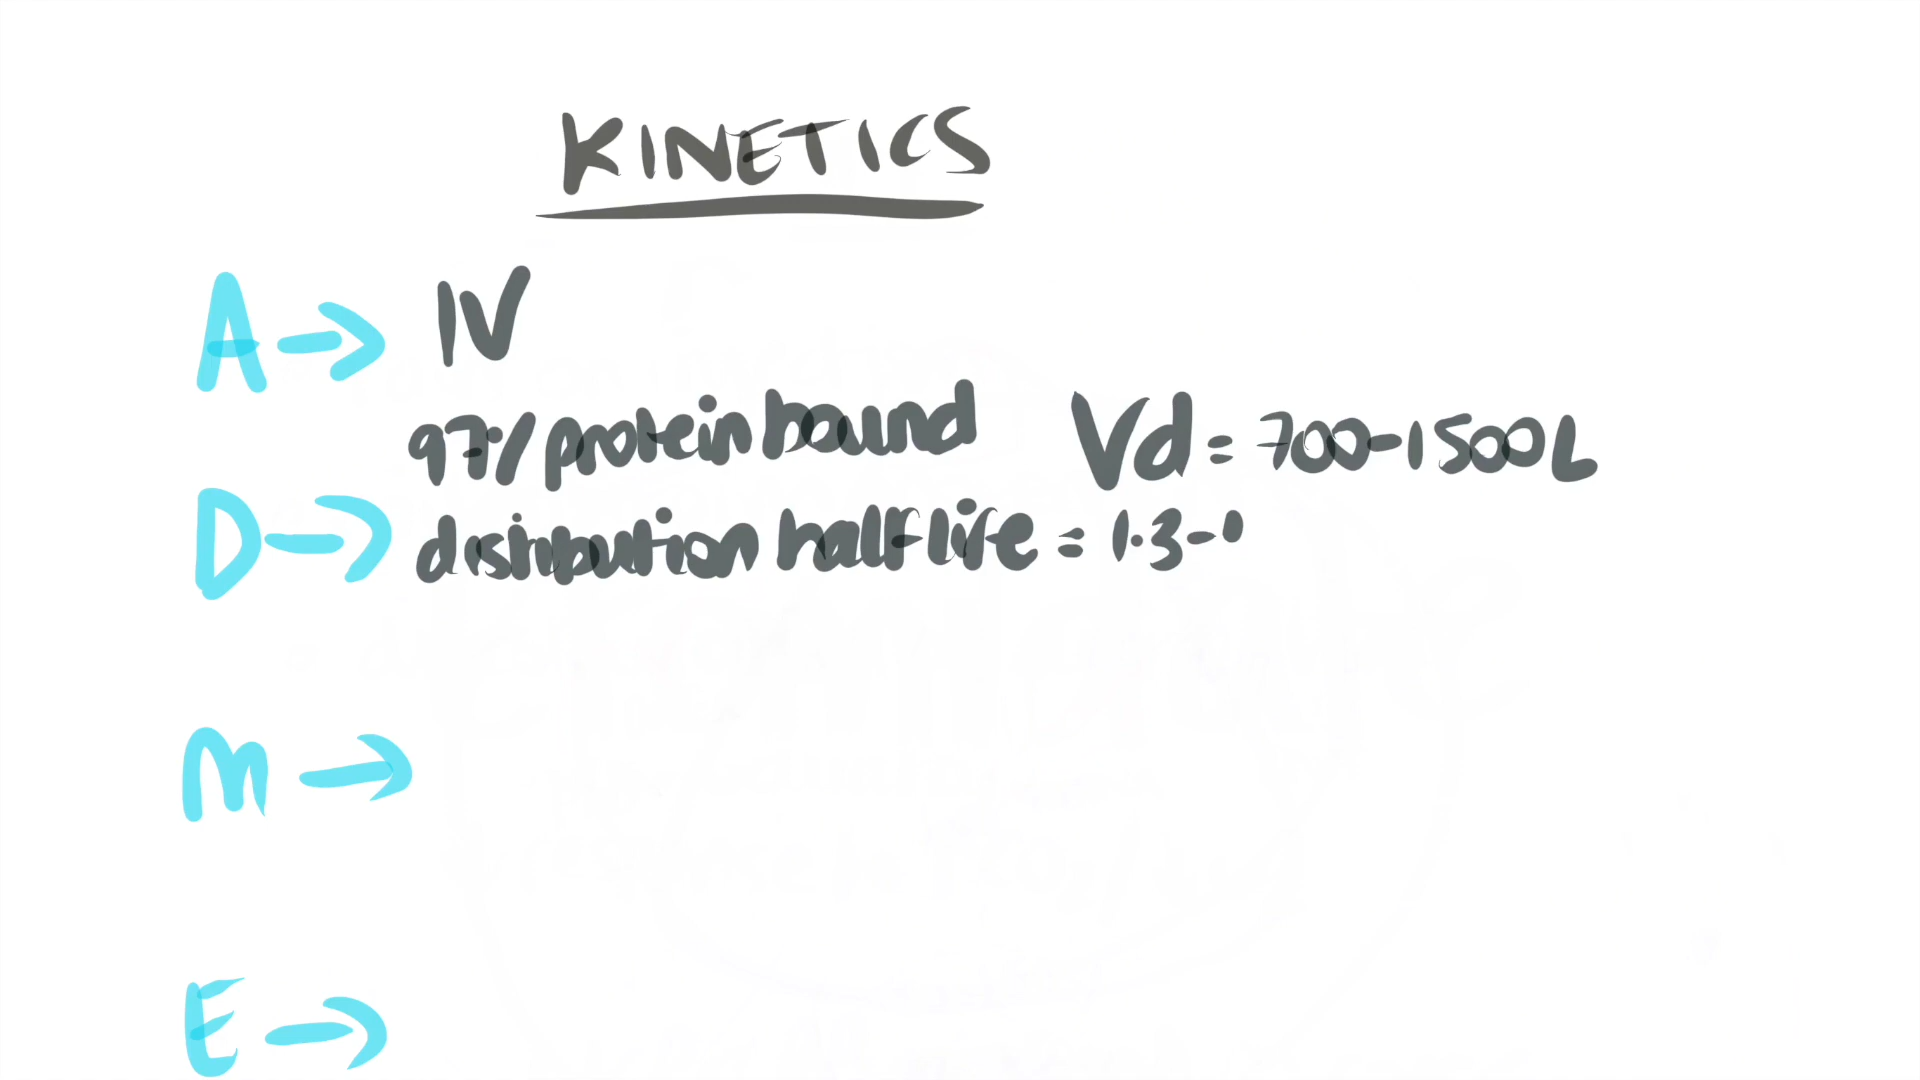 KINETICS
A → IV
97% protein bound Vd = 700-1500L
D → distribution half life = 1.3-
M →
E →